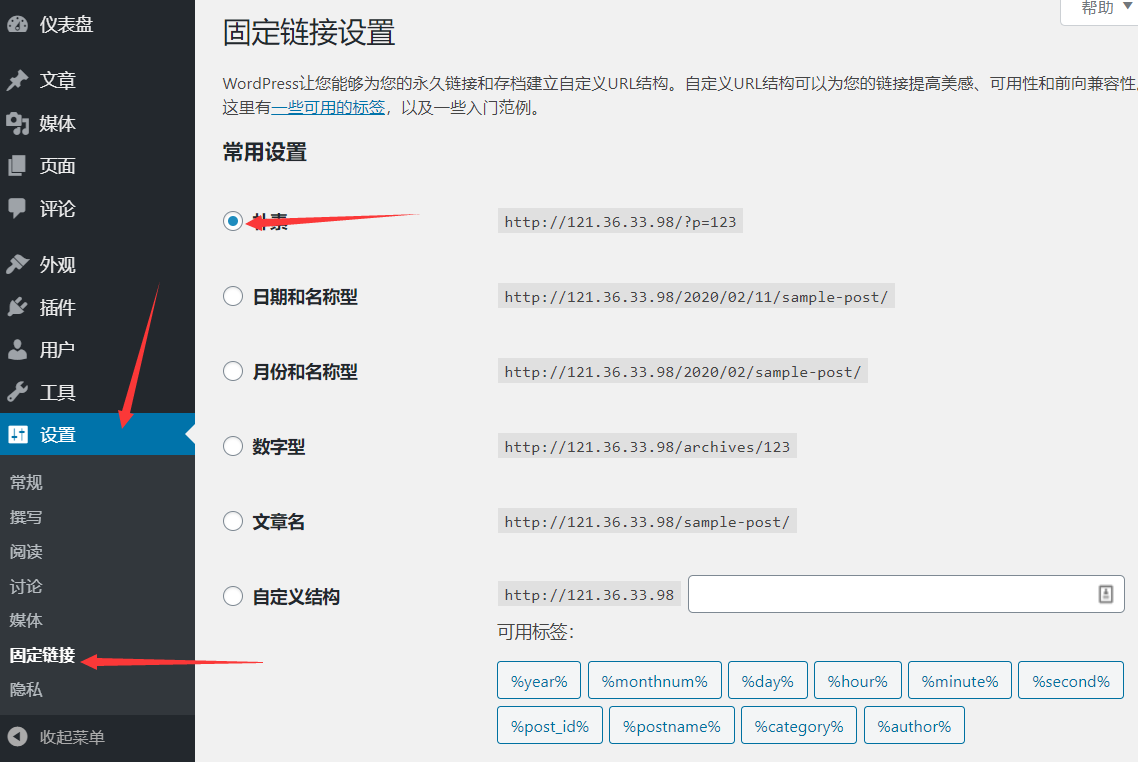 仪表盘
文章
媒体
页面
评论
外观
插件
用户
工具
设置
常规
撰写
阅读
讨论
媒体
固定链接
隐私
收起菜单
帮助
固定链接设置
WordPress让您能够为您的永久链接和存档建立自定义URL结构。自定义URL结构可以为您的链接提高美感、可用性和前向兼容性。
这里有一些可用的标签，以及一些入门范例。
常用设置
朴素 http://121.36.33.98/?p=123
日期和名称型 http://121.36.33.98/2020/02/11/sample-post/
月份和名称型 http://121.36.33.98/2020/02/sample-post/
数字型 http://121.36.33.98/archives/123
文章名 http://121.36.33.98/sample-post/
自定义结构 http://121.36.33.98
可用标签：
%year% %monthnum% %day% %hour% %minute% %second%
%post_id% %postname% %category% %author%